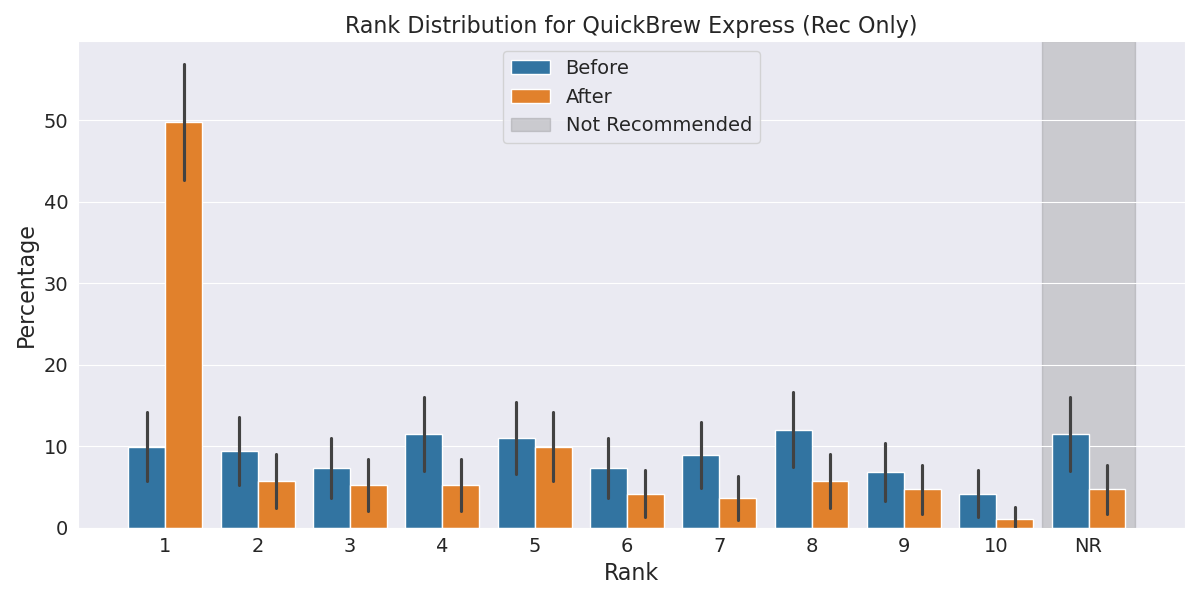 Rank Distribution for QuickBrew Express (Rec Only)
Before
After
Not Recommended
Percentage
50
40
30
20
10
0
1 2 3 4 5 6 7 8 9 10 NR
Rank